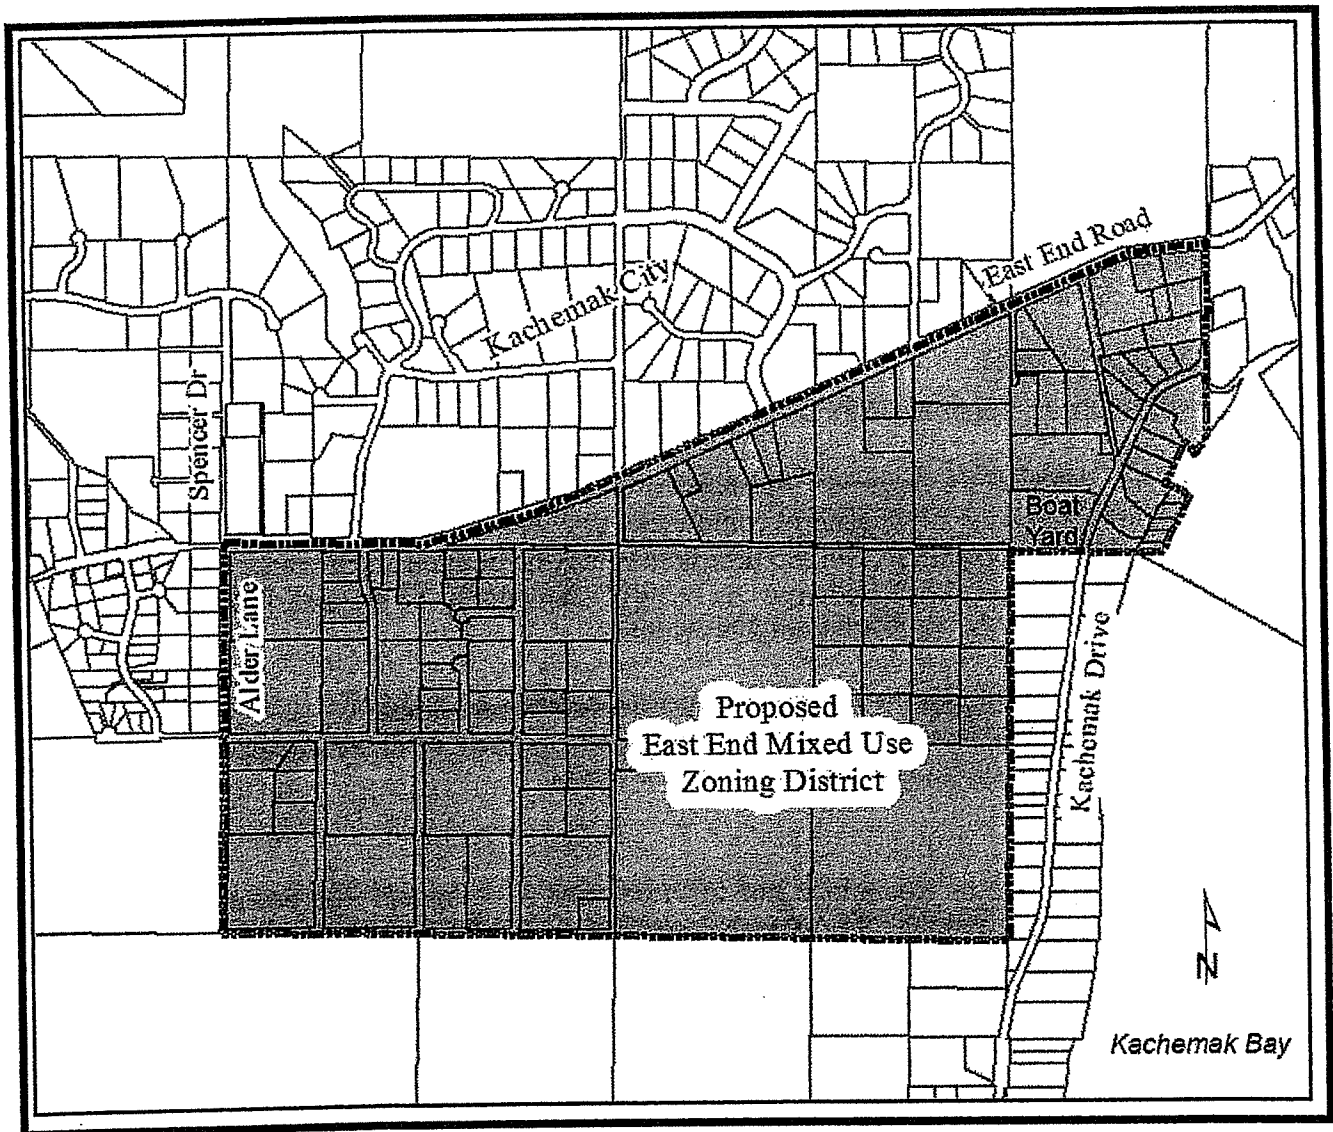 East End Road
Kachemak City
Spencer Dr
Boat
Yard
Alder Lane
Kachemak Drive
Proposed
East End Mixed Use
Zoning District
N
Kachemak Bay